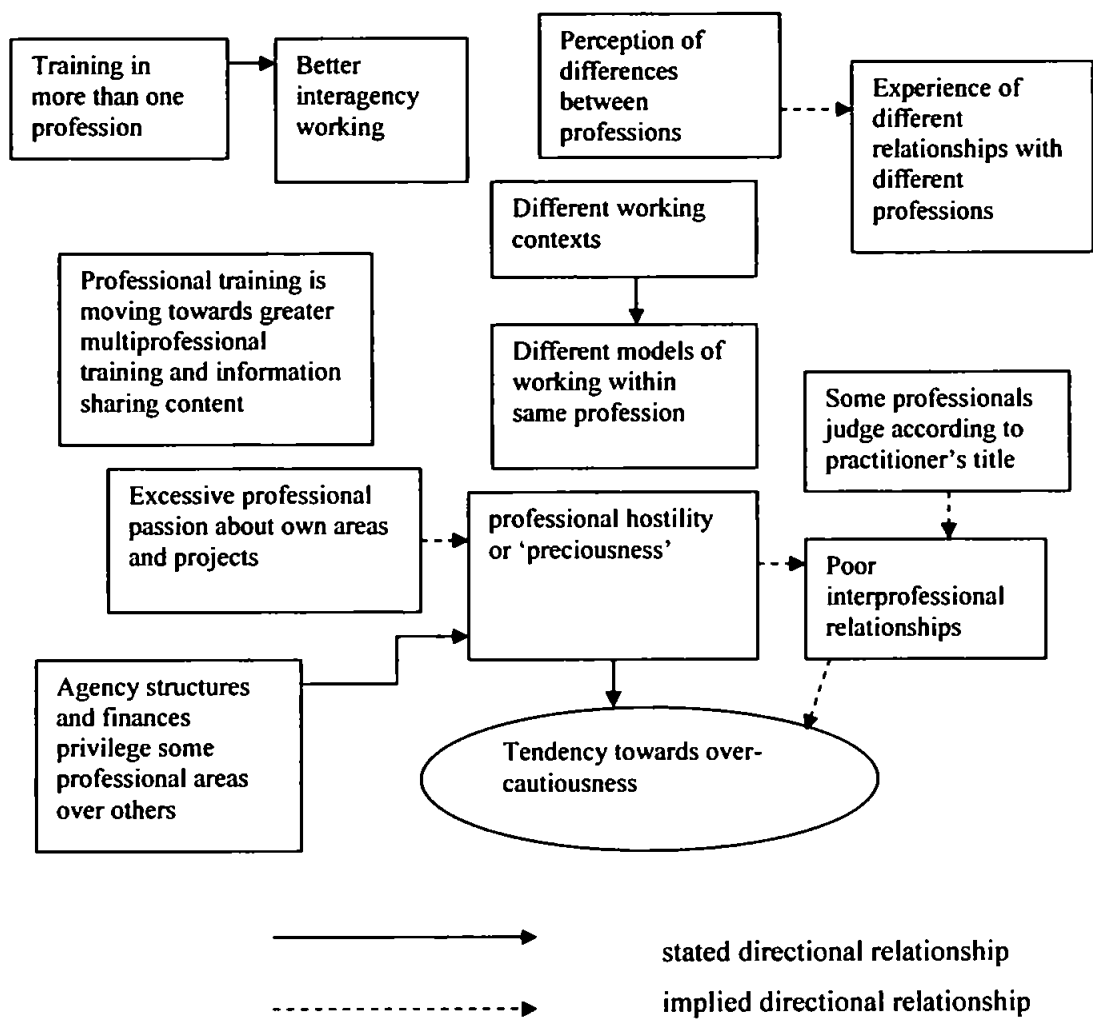 Training in
more than one
profession
Better
interagency
working
Perception of
differences
between
professions
Experience of
different
relationships with
different
professions
Different working
contexts
Professional training is
moving towards greater
multiprofessional
training and information
sharing content
Different models of
working within
same profession
Some professionals
judge according to
practitioner's title
Excessive professional
passion about own areas
and projects
professional hostility
or 'preciousness'
Poor
interprofessional
relationships
Agency structures
and finances
privilege some
professional areas
over others
Tendency towards over-
cautiousness
stated directional relationship
implied directional relationship